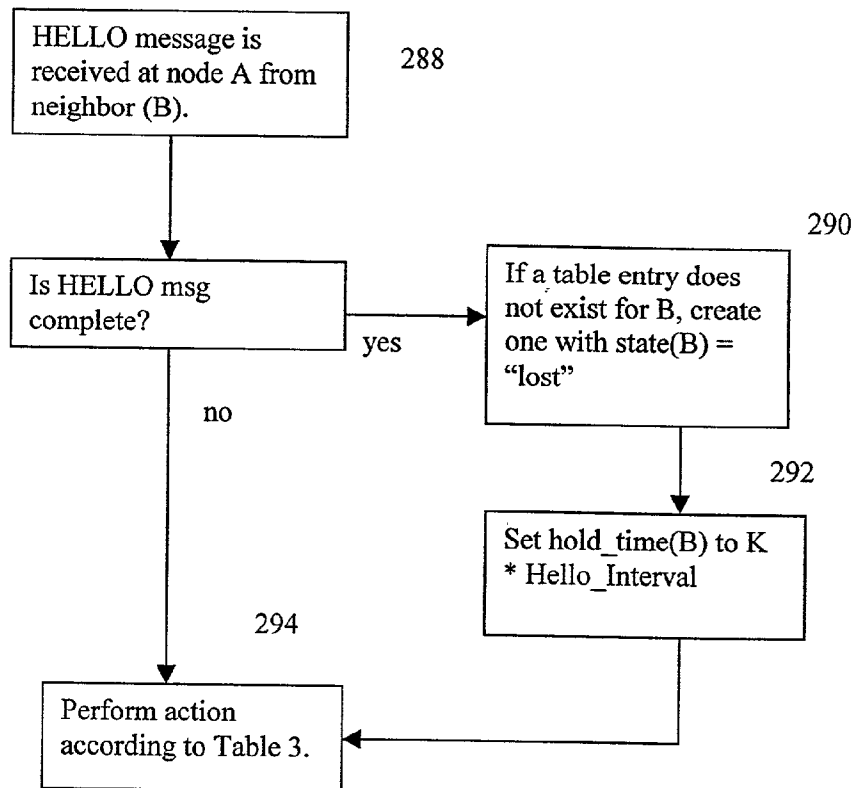 HELLO message is
received at node A from
neighbor (B).
288
290
Is HELLO msg
complete?
yes
If a table entry does
not exist for B, create
one with state(B) =
“lost”
no
292
Set hold_time(B) to K
* Hello_Interval
294
Perform action
according to Table 3.